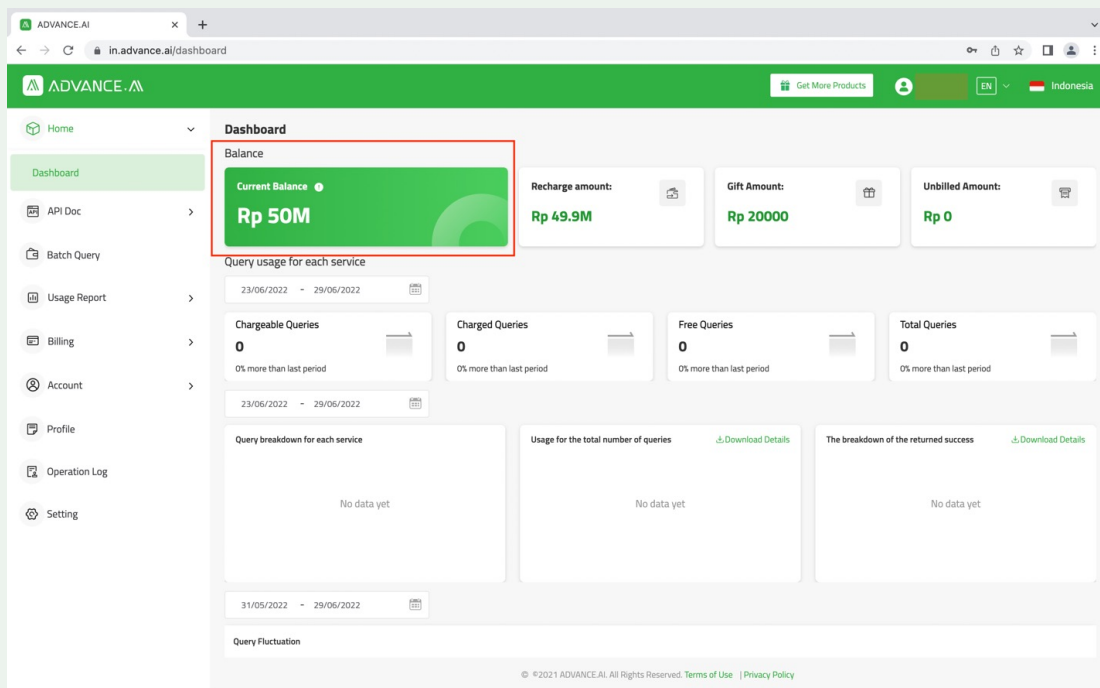 ADVANCE.AI
in.advance.ai/dashboard
ADVANCE.AI
Get More Products
EN
Indonesia
Home
Dashboard
API Doc
Batch Query
Usage Report
Billing
Account
Profile
Operation Log
Setting
Dashboard
Balance
Current Balance
Rp 50M
Recharge amount:
Rp 49.9M
Gift Amount:
Rp 20000
Unbilled Amount:
Rp 0
Query usage for each service
23/06/2022 - 29/06/2022
Chargeable Queries
0
0% more than last period
Charged Queries
0
0% more than last period
Free Queries
0
0% more than last period
Total Queries
0
0% more than last period
23/06/2022 - 29/06/2022
Query breakdown for each service
No data yet
Usage for the total number of queries
Download Details
No data yet
The breakdown of the returned success
Download Details
No data yet
31/05/2022 - 29/06/2022
Query Fluctuation
© ©2021 ADVANCE.AI. All Rights Reserved. Terms of Use | Privacy Policy